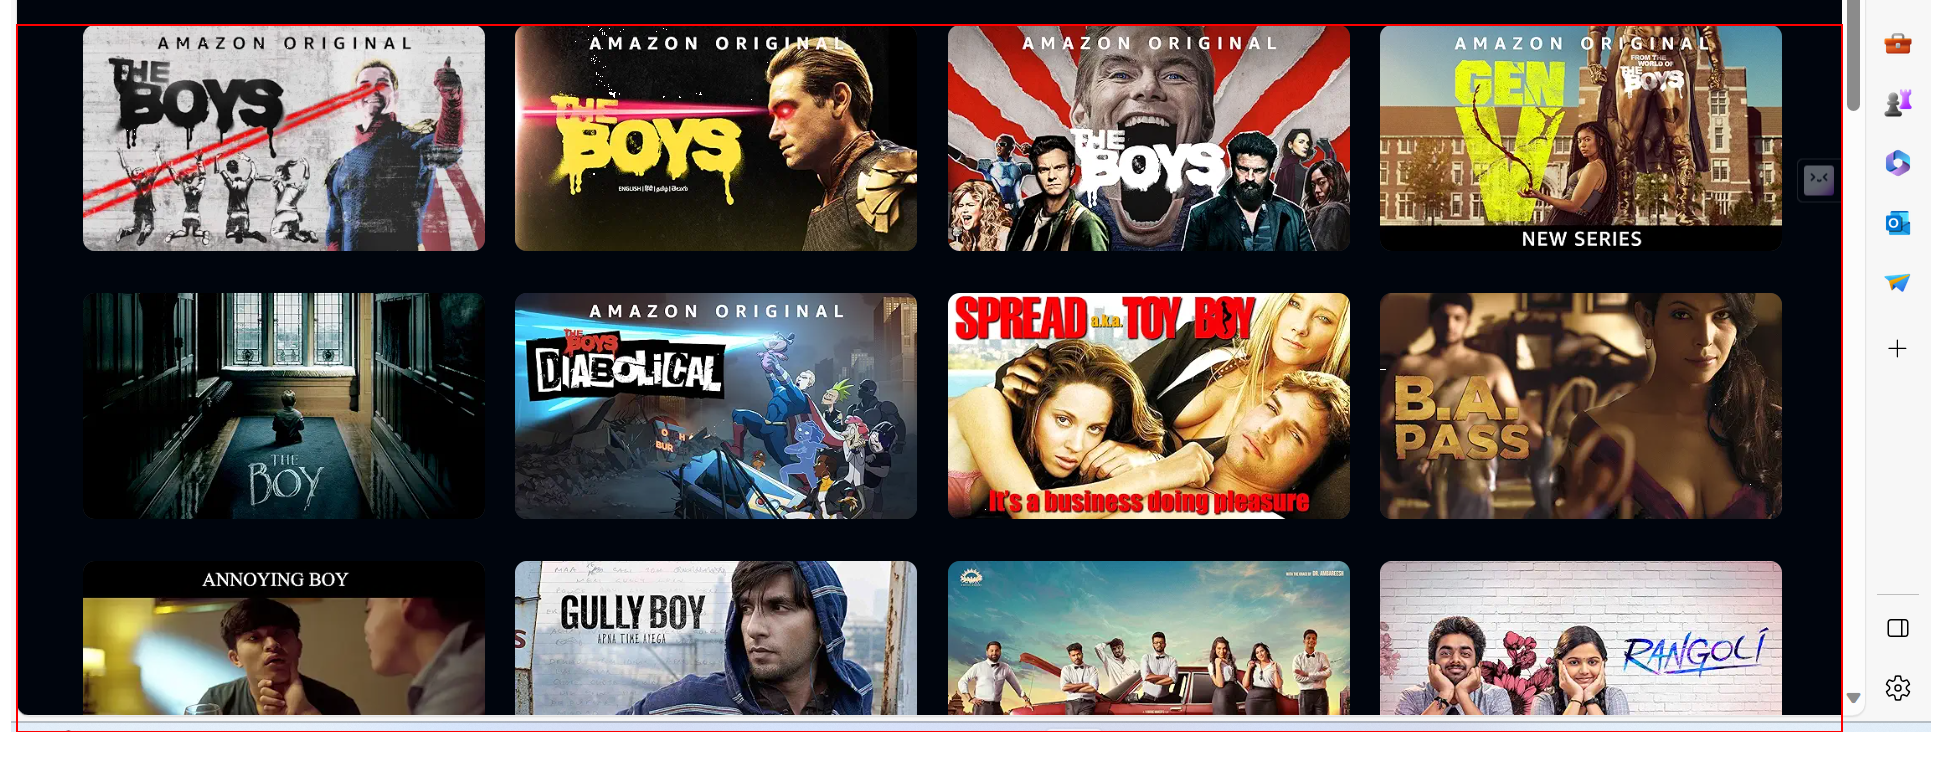 AMAZON ORIGINAL
THE
BOYS
AMAZON ORIGINAL
THE
BOYS
ENGLISH | हिंदी | தமிழ் | తెలుగు
AMAZON ORIGINAL
THE
BOYS
AMAZON ORIGINAL
FROM THE
WORLD OF
THE
BOYS
GEN
V
NEW SERIES
THE
BOY
AMAZON ORIGINAL
THE
BOYS
DIABOLICAL
BUR
SPREAD a.k.a. TOY BOY
It's a business doing pleasure
B.A.
PASS
ANNOYING BOY
GULLY BOY
APNA TIME AYEGA
RANGOLI